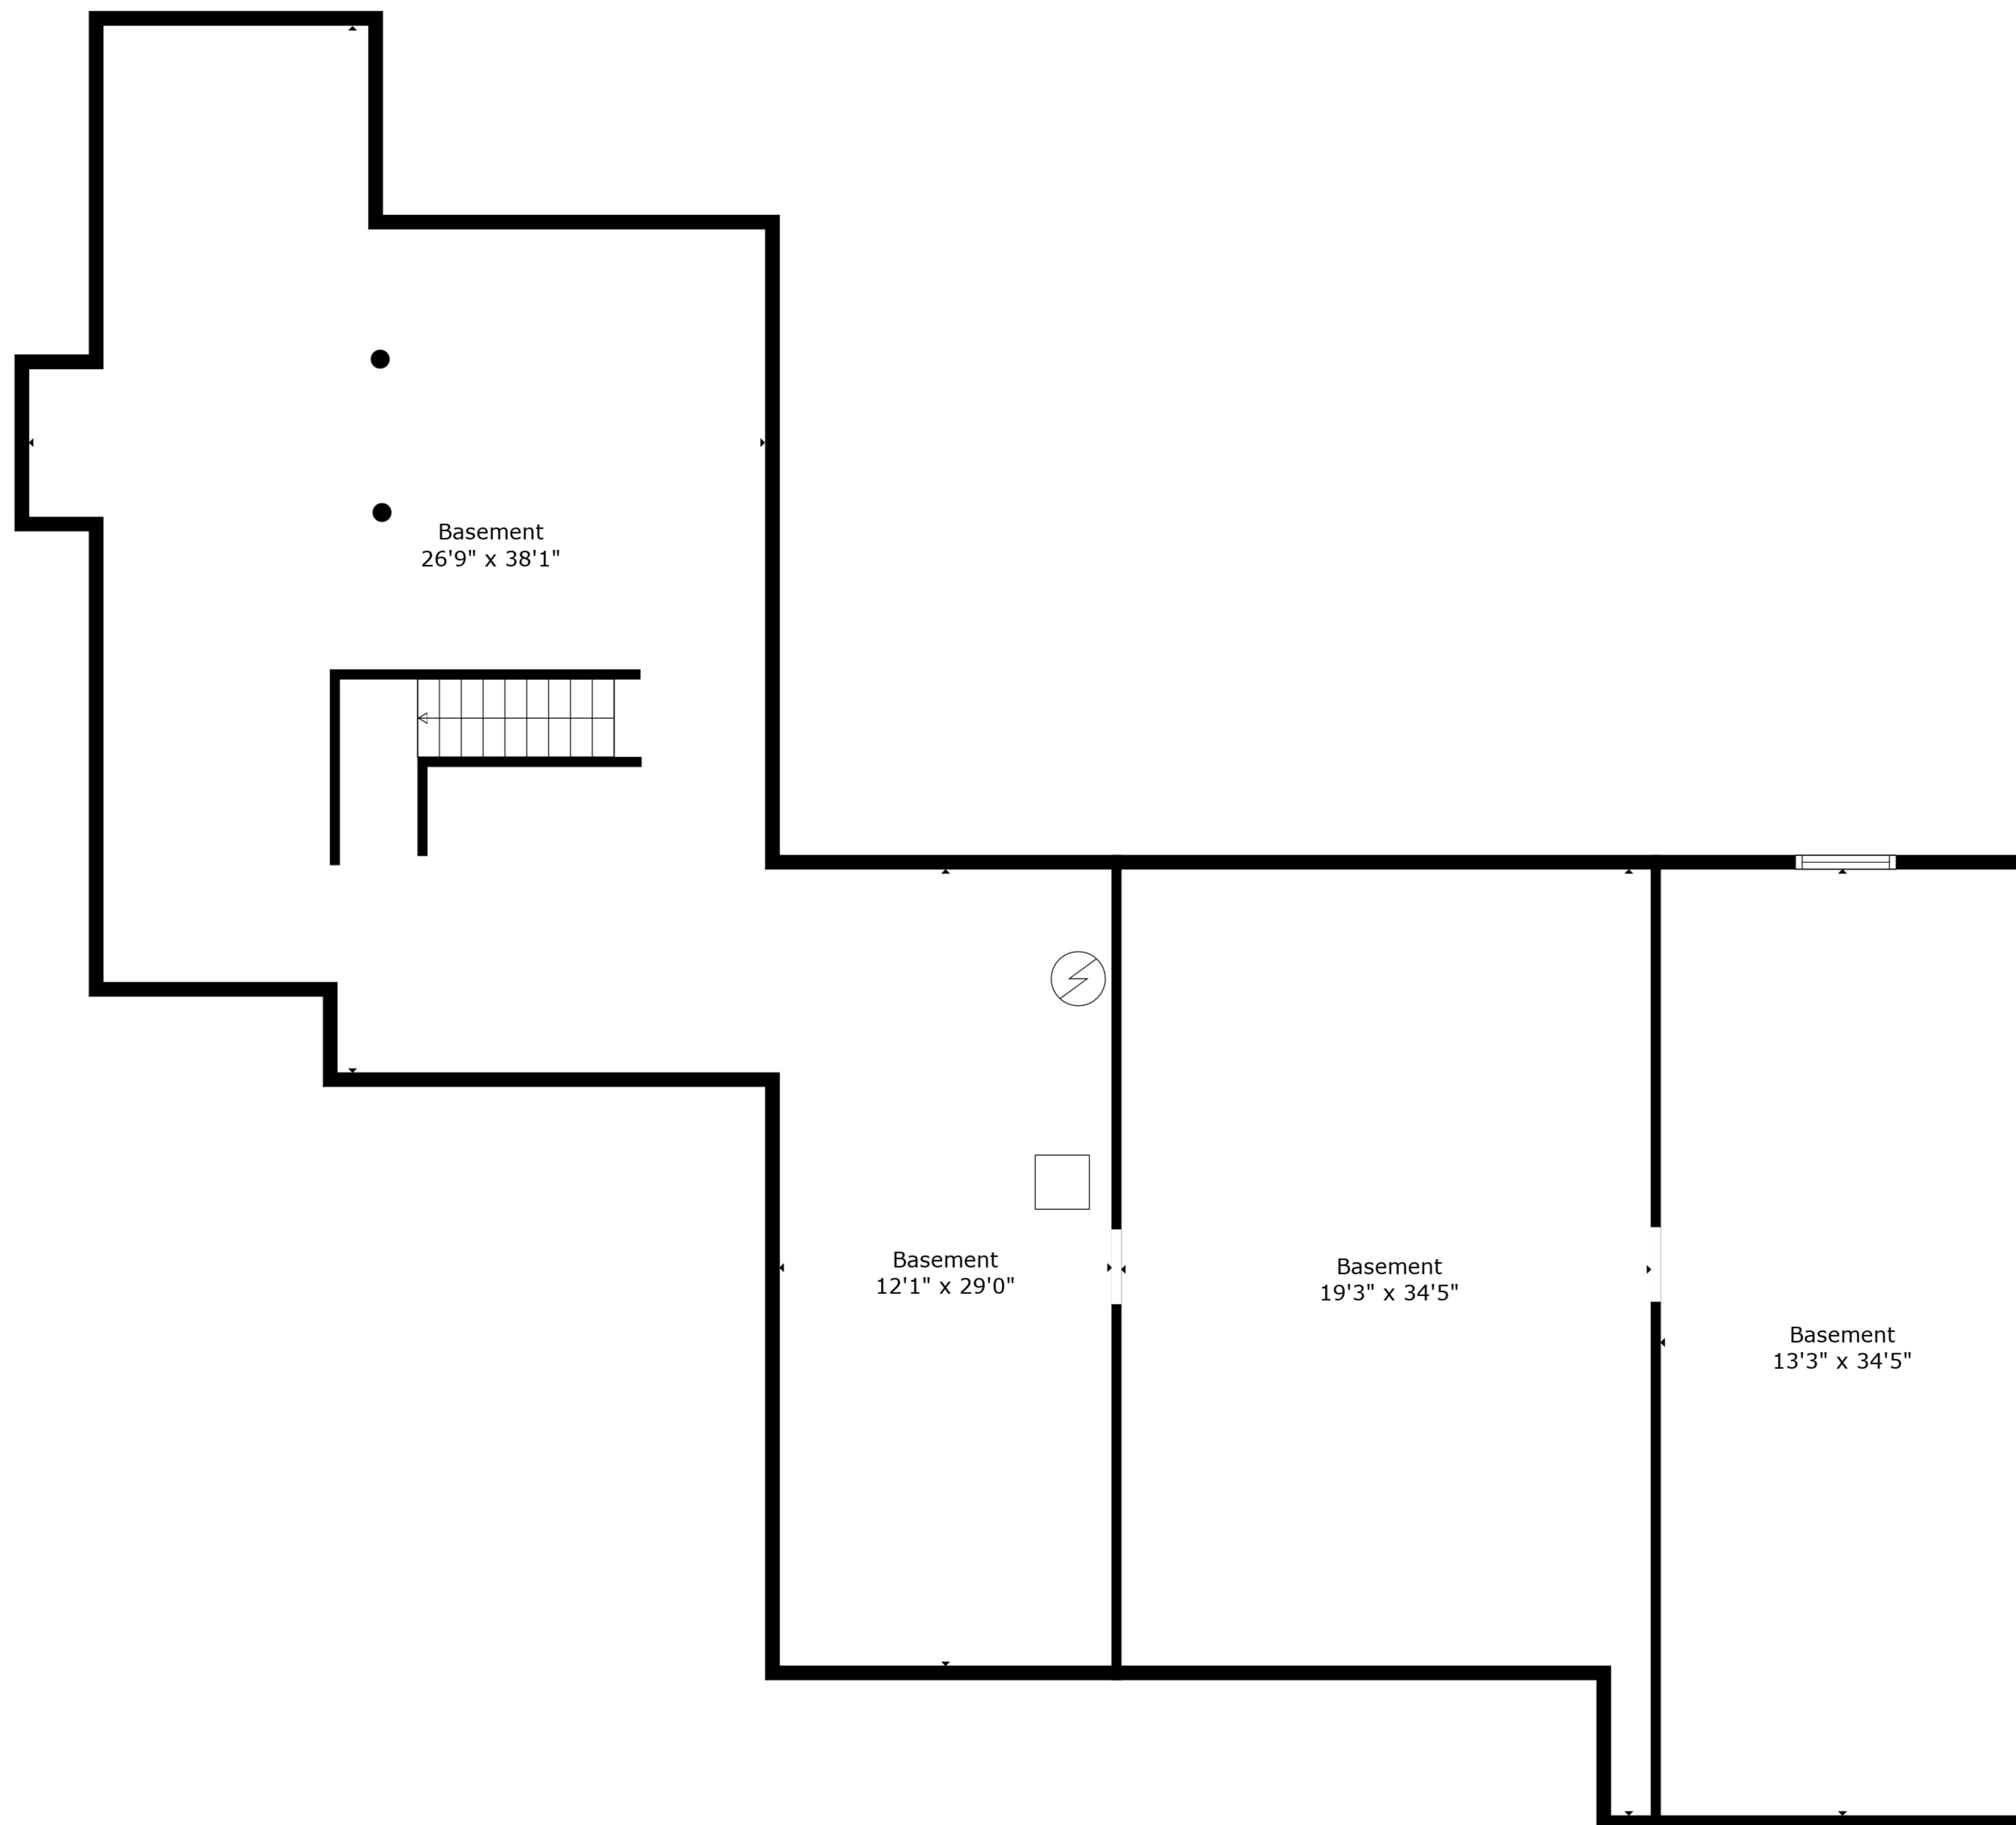 Basement
26'9" x 38'1"
Basement
12'1" x 29'0"
Basement
19'3" x 34'5"
Basement
13'3" x 34'5"